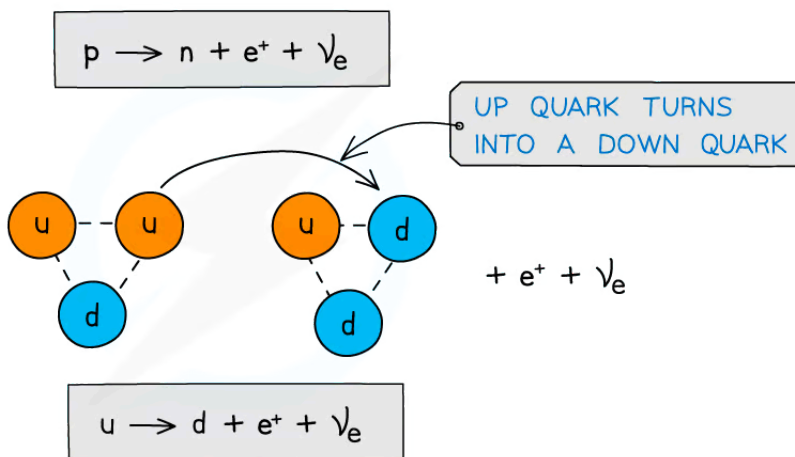 p → n + e⁺ + νₑ
UP QUARK TURNS
INTO A DOWN QUARK
u u
d
u d
d
+ e⁺ + νₑ
u → d + e⁺ + νₑ